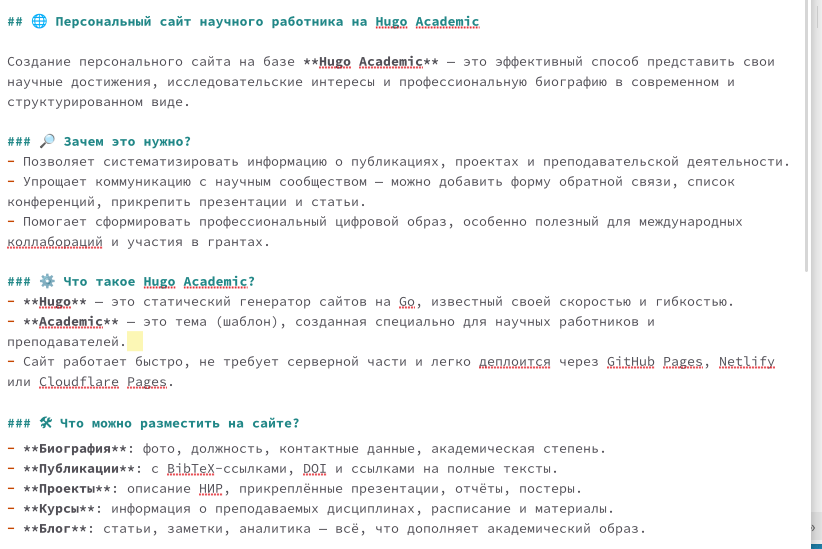 ## 🌐 Персональный сайт научного работника на Hugo Academic
Создание персонального сайта на базе **Hugo Academic** — это эффективный способ представить свои
научные достижения, исследовательские интересы и профессиональную биографию в современном и
структурированном виде.
### 🔎 Зачем это нужно?
- Позволяет систематизировать информацию о публикациях, проектах и преподавательской деятельности.
- Упрощает коммуникацию с научным сообществом — можно добавить форму обратной связи, список
конференций, прикрепить презентации и статьи.
- Помогает сформировать профессиональный цифровой образ, особенно полезный для международных
коллабораций и участия в грантах.
### ⚙️ Что такое Hugo Academic?
- **Hugo** — это статический генератор сайтов на Go, известный своей скоростью и гибкостью.
- **Academic** — это тема (шаблон), созданная специально для научных работников и
преподавателей.
- Сайт работает быстро, не требует серверной части и легко деплоится через GitHub Pages, Netlify
или Cloudflare Pages.
### 🛠 Что можно разместить на сайте?
- **Биография**: фото, должность, контактные данные, академическая степень.
- **Публикации**: с BibTeX-ссылками, DOI и ссылками на полные тексты.
- **Проекты**: описание НИР, прикреплённые презентации, отчёты, постеры.
- **Курсы**: информация о преподаваемых дисциплинах, расписание и материалы.
- **Блог**: статьи, заметки, аналитика — всё, что дополняет академический образ.